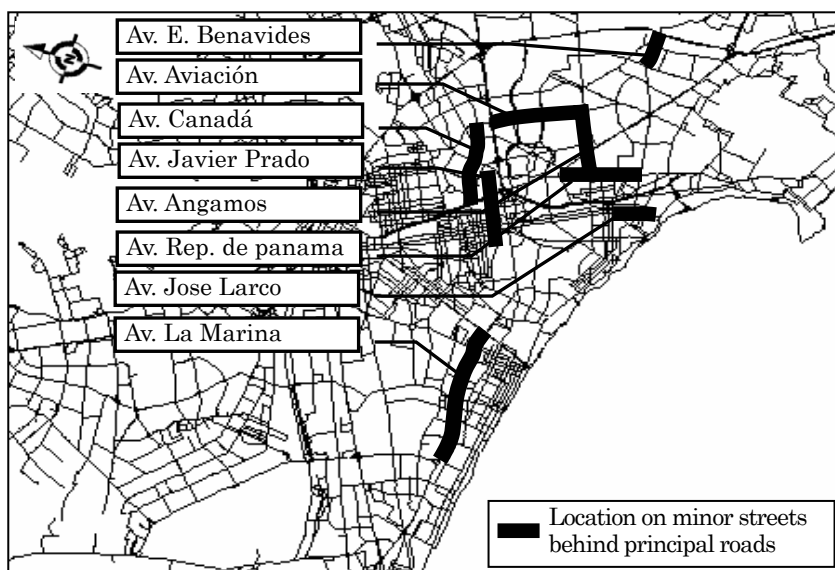 Av. E. Benavides
Av. Aviación
Av. Canadá
Av. Javier Prado
Av. Angamos
Av. Rep. de panama
Av. Jose Larco
Av. La Marina
Location on minor streets
behind principal roads